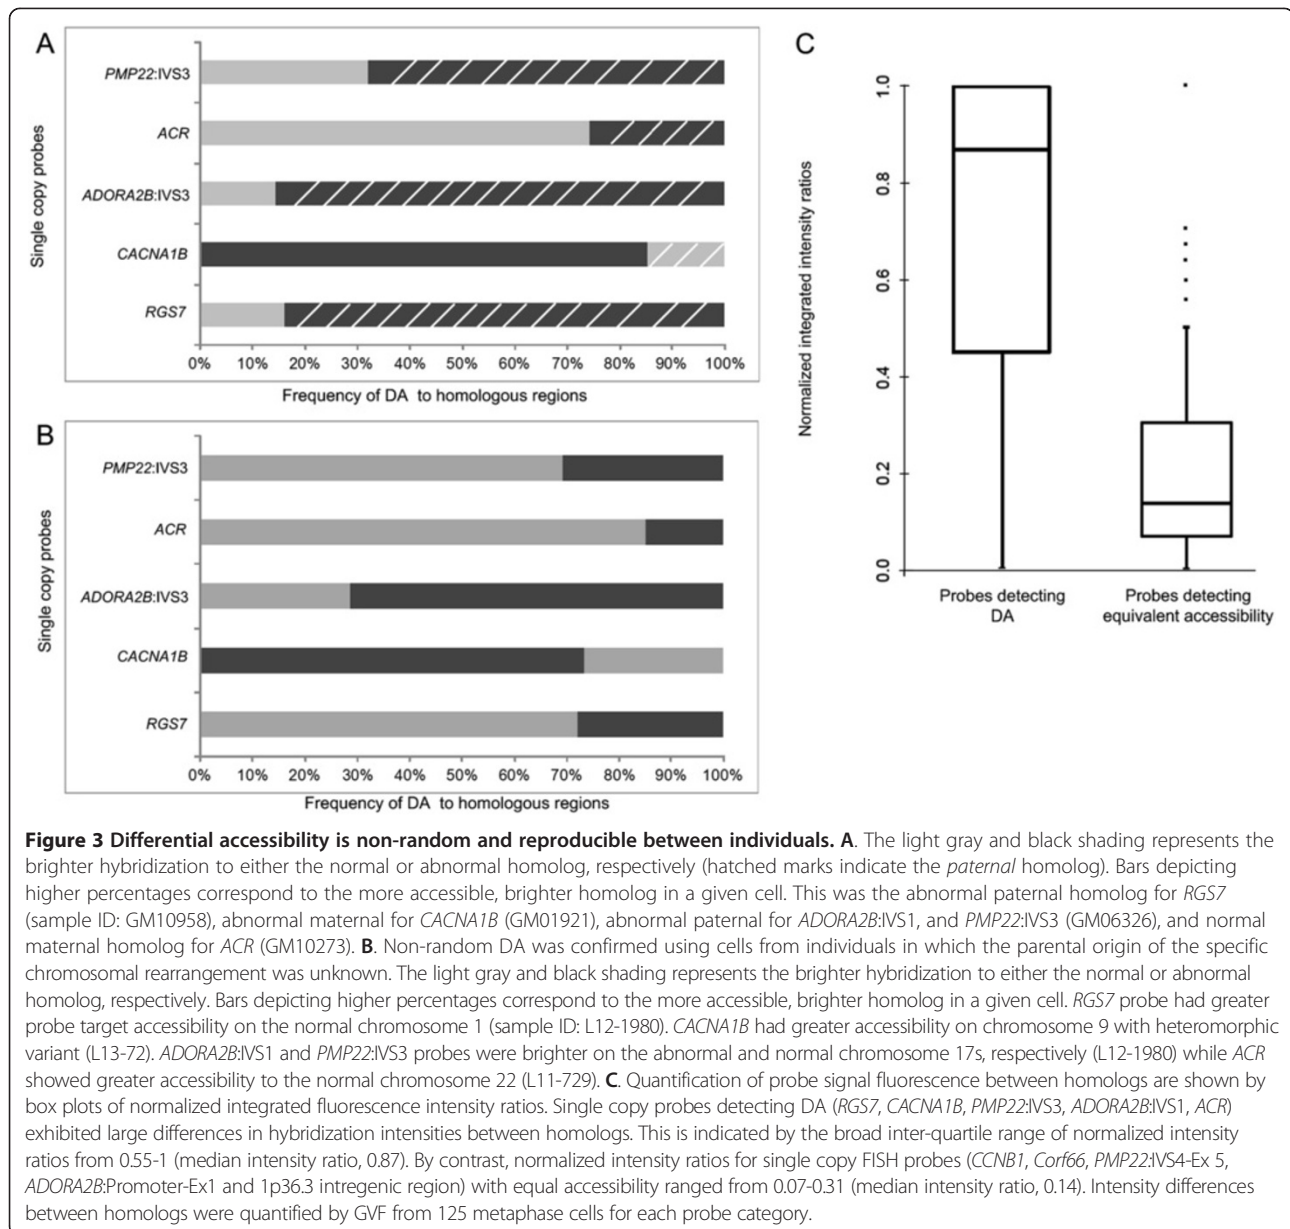 A
Single copy probes
PMP22:IVS3
ACR
ADORA2B:IVS3
CACNA1B
RGS7
0% 10% 20% 30% 40% 50% 60% 70% 80% 90% 100%
Frequency of DA to homologous regions
B
Single copy probes
PMP22:IVS3
ACR
ADORA2B:IVS3
CACNA1B
RGS7
0% 10% 20% 30% 40% 50% 60% 70% 80% 90% 100%
Frequency of DA to homologous regions
C
Normalized integrated intensity ratios
1.0
0.8
0.6
0.4
0.2
0.0
Probes detecting
DA
Probes detecting
equivalent accessibility
Figure 3 Differential accessibility is non-random and reproducible between individuals. A. The light gray and black shading represents the
brighter hybridization to either the normal or abnormal homolog, respectively (hatched marks indicate the paternal homolog). Bars depicting
higher percentages correspond to the more accessible, brighter homolog in a given cell. This was the abnormal paternal homolog for RGS7
(sample ID: GM10958), abnormal maternal for CACNA1B (GM01921), abnormal paternal for ADORA2B:IVS1, and PMP22:IVS3 (GM06326), and normal
maternal homolog for ACR (GM10273). B. Non-random DA was confirmed using cells from individuals in which the parental origin of the specific
chromosomal rearrangement was unknown. The light gray and black shading represents the brighter hybridization to either the normal or abnormal
homolog, respectively. Bars depicting higher percentages correspond to the more accessible, brighter homolog in a given cell. RGS7 probe had greater
probe target accessibility on the normal chromosome 1 (sample ID: L12-1980). CACNA1B had greater accessibility on chromosome 9 with heteromorphic
variant (L13-72). ADORA2B:IVS1 and PMP22:IVS3 probes were brighter on the abnormal and normal chromosome 17s, respectively (L12-1980) while ACR
showed greater accessibility to the normal chromosome 22 (L11-729). C. Quantification of probe signal fluorescence between homologs are shown by
box plots of normalized integrated fluorescence intensity ratios. Single copy probes detecting DA (RGS7, CACNA1B, PMP22:IVS3, ADORA2B:IVS1, ACR)
exhibited large differences in hybridization intensities between homologs. This is indicated by the broad inter-quartile range of normalized intensity
ratios from 0.55-1 (median intensity ratio, 0.87). By contrast, normalized intensity ratios for single copy FISH probes (CCNB1, Corf66, PMP22:IVS4-Ex 5,
ADORA2B:Promoter-Ex1 and 1p36.3 intregenic region) with equal accessibility ranged from 0.07-0.31 (median intensity ratio, 0.14). Intensity differences
between homologs were quantified by GVF from 125 metaphase cells for each probe category.